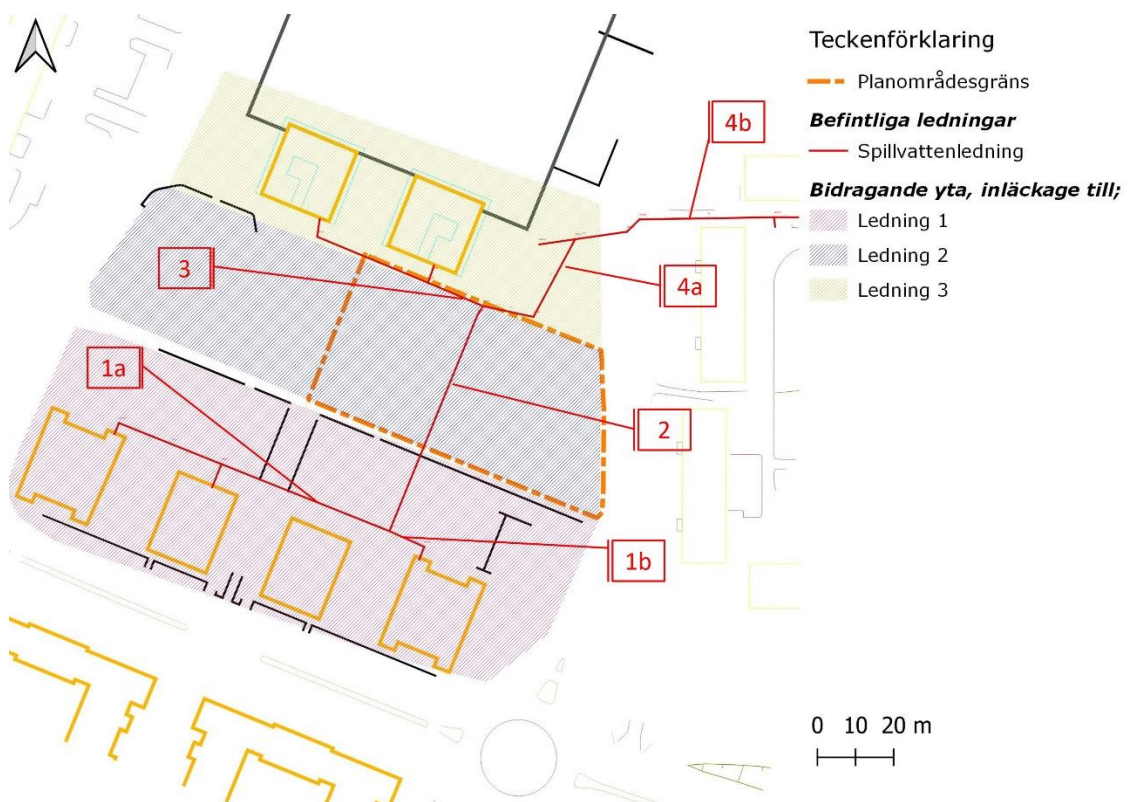 Teckenförklaring
Planområdesgräns
Befintliga ledningar
Spillvattenledning
Bidragande yta, inläckage till;
Ledning 1
Ledning 2
Ledning 3
4b
3
4a
1a
2
1b
0 10 20 m